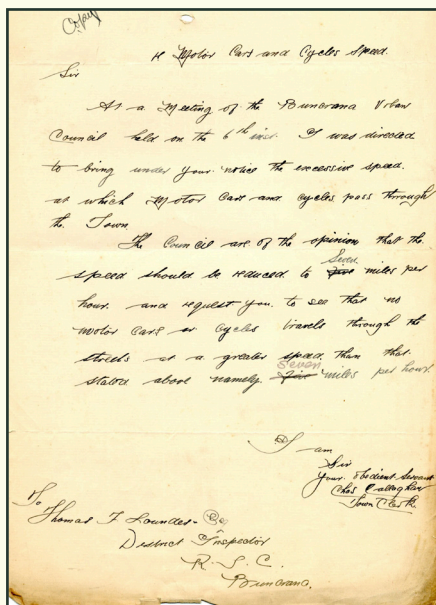 Copy
re Motor Cars and Cycles Speed.
Sir
At a Meeting of the Buncrana Urban
Council held on the 6th inst. I was directed
to bring under your notice the excessive speed.
at which Motor Cars and cycles pass through
the Town.
The Council are of the opinion that the
Seven
speed should be reduced to five miles per
hour. and request you. to see that no
motor cars or cycles travels through the
streets at a greater speed than that.
Seven
stated above namely. five miles per hour.
I am
Sir
Your. obedient Servant
Chas O'Callaghan
Town Clerk
To
Thomas F Lowndes. Esq
District Inspector
R. I. C.
Buncrana.